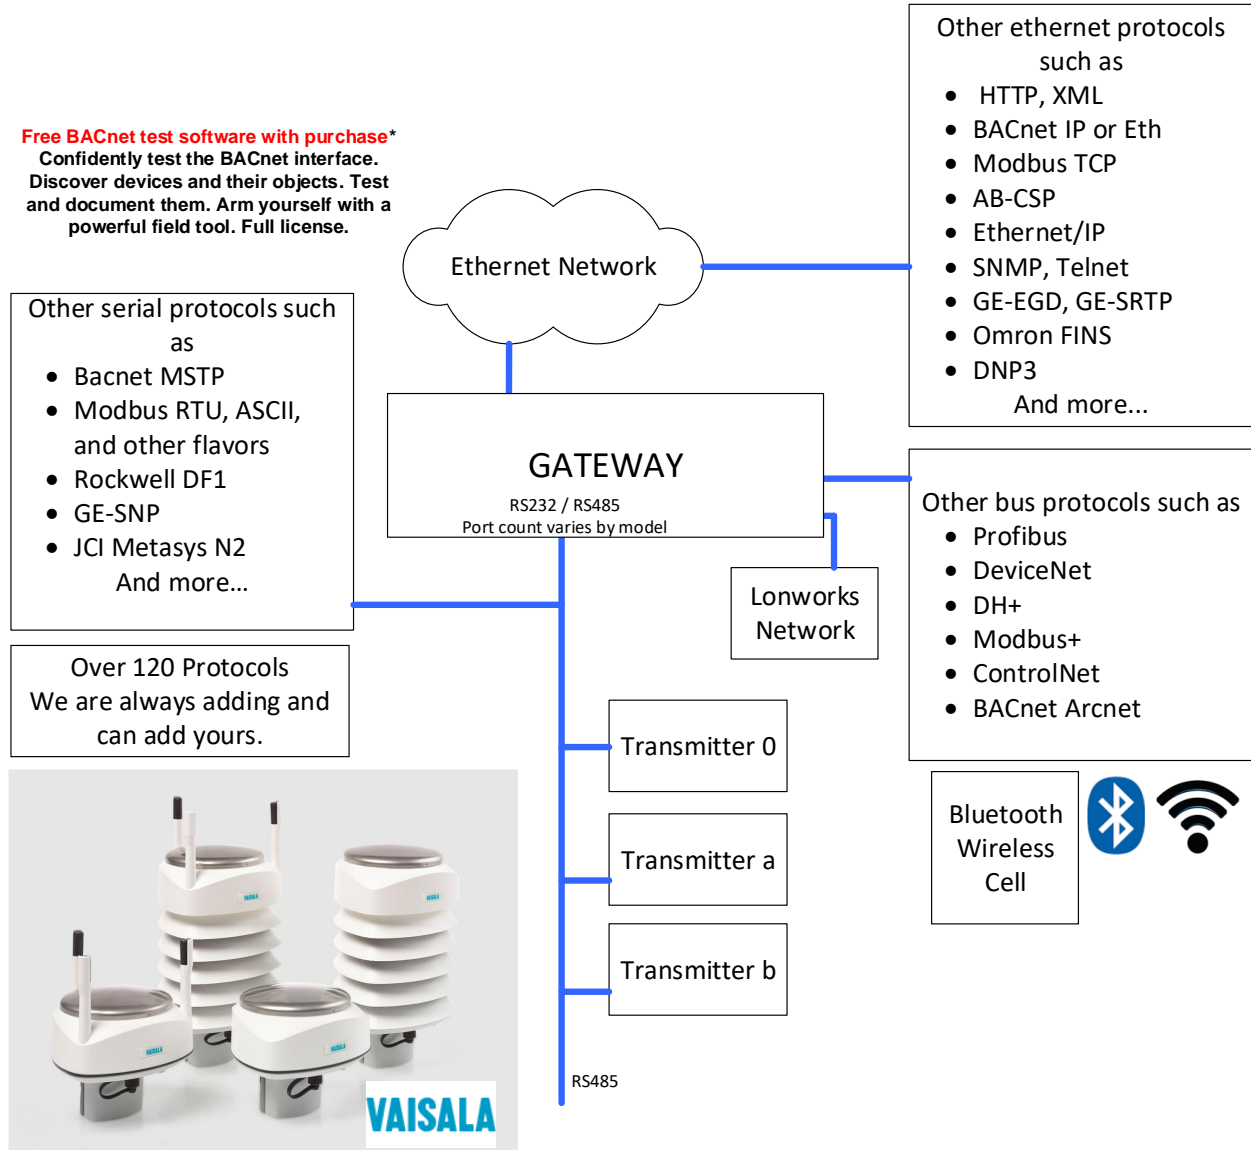 Free BACnet test software with purchase*
Confidently test the BACnet interface.
Discover devices and their objects. Test
and document them. Arm yourself with a
powerful field tool. Full license.
Ethernet Network
Other ethernet protocols
such as
• HTTP, XML
• BACnet IP or Eth
• Modbus TCP
• AB-CSP
• Ethernet/IP
• SNMP, Telnet
• GE-EGD, GE-SRTP
• Omron FINS
• DNP3
And more...
Other serial protocols such
as
• Bacnet MSTP
• Modbus RTU, ASCII,
and other flavors
• Rockwell DF1
• GE-SNP
• JCI Metasys N2
And more…
GATEWAY
RS232 / RS485
Port count varies by model
Lonworks
Network
Other bus protocols such as
• Profibus
• DeviceNet
• DH+
• Modbus+
• ControlNet
• BACnet Arcnet
Over 120 Protocols
We are always adding and
can add yours.
Transmitter 0
Transmitter a
Transmitter b
Bluetooth
Wireless
Cell
RS485
VAISALA
VAISALA
VAISALA
VAISALA
VAISALA